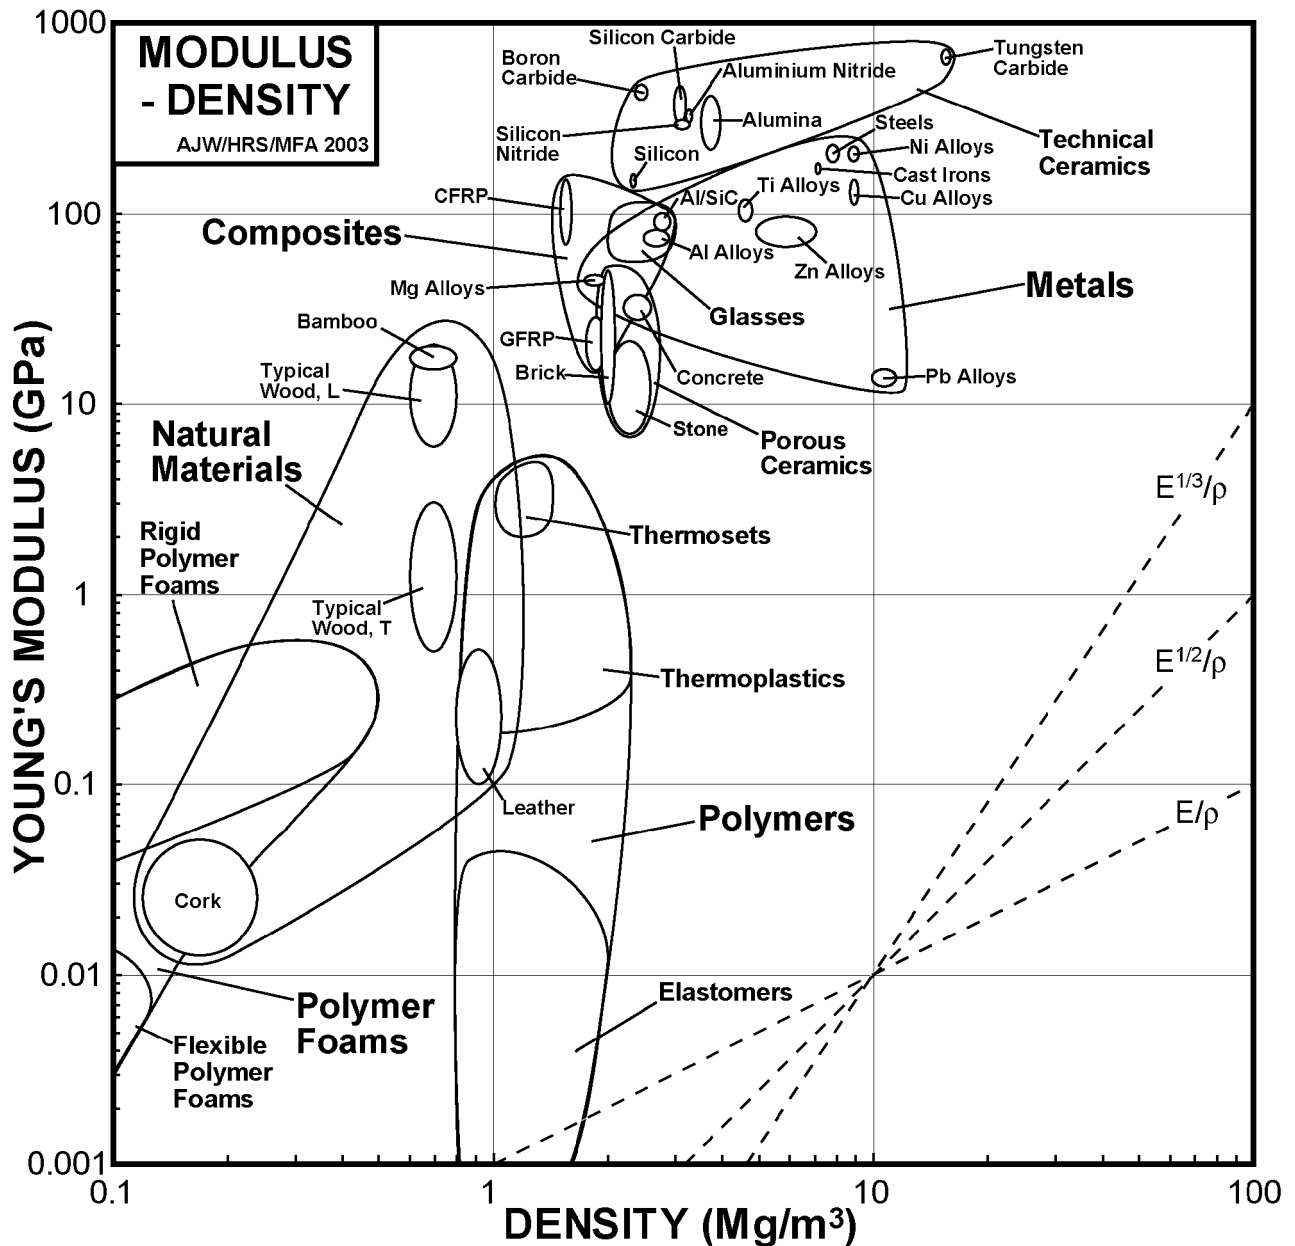 MODULUS
- DENSITY
AJW/HRS/MFA 2003
1000
100
10
1
0.1
0.01
0.001
YOUNG'S MODULUS (GPa)
Silicon Carbide
Boron
Carbide
Aluminium Nitride
Tungsten
Carbide
Silicon
Nitride
Alumina
Technical
Ceramics
Silicon
Steels
Ni Alloys
Cast Irons
Cu Alloys
CFRP
Al/SiC
Ti Alloys
Composites
Al Alloys
Zn Alloys
Mg Alloys
Glasses
Metals
Bamboo
GFRP
Typical
Wood, L
Brick
Concrete
Pb Alloys
Stone
Porous
Ceramics
Natural
Materials
Rigid
Polymer
Foams
Thermosets
E1/3/ρ
Typical
Wood, T
E1/2/ρ
Thermoplastics
Leather
Polymers
E/ρ
Cork
Polymer
Foams
Elastomers
Flexible
Polymer
Foams
0.1
1
10
100
DENSITY (Mg/m3)